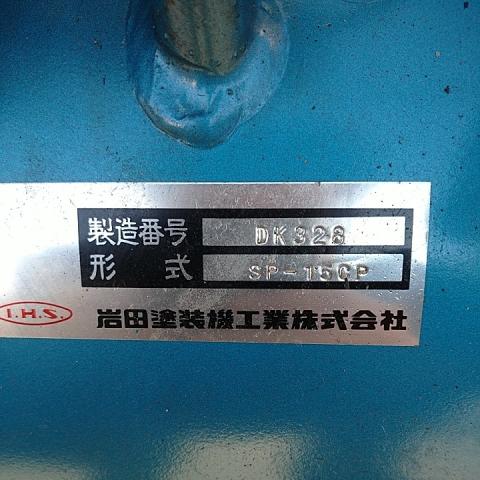 製造番号 DK328
形 式 SP-15CP
I.H.S. 岩田塗装機工業株式会社